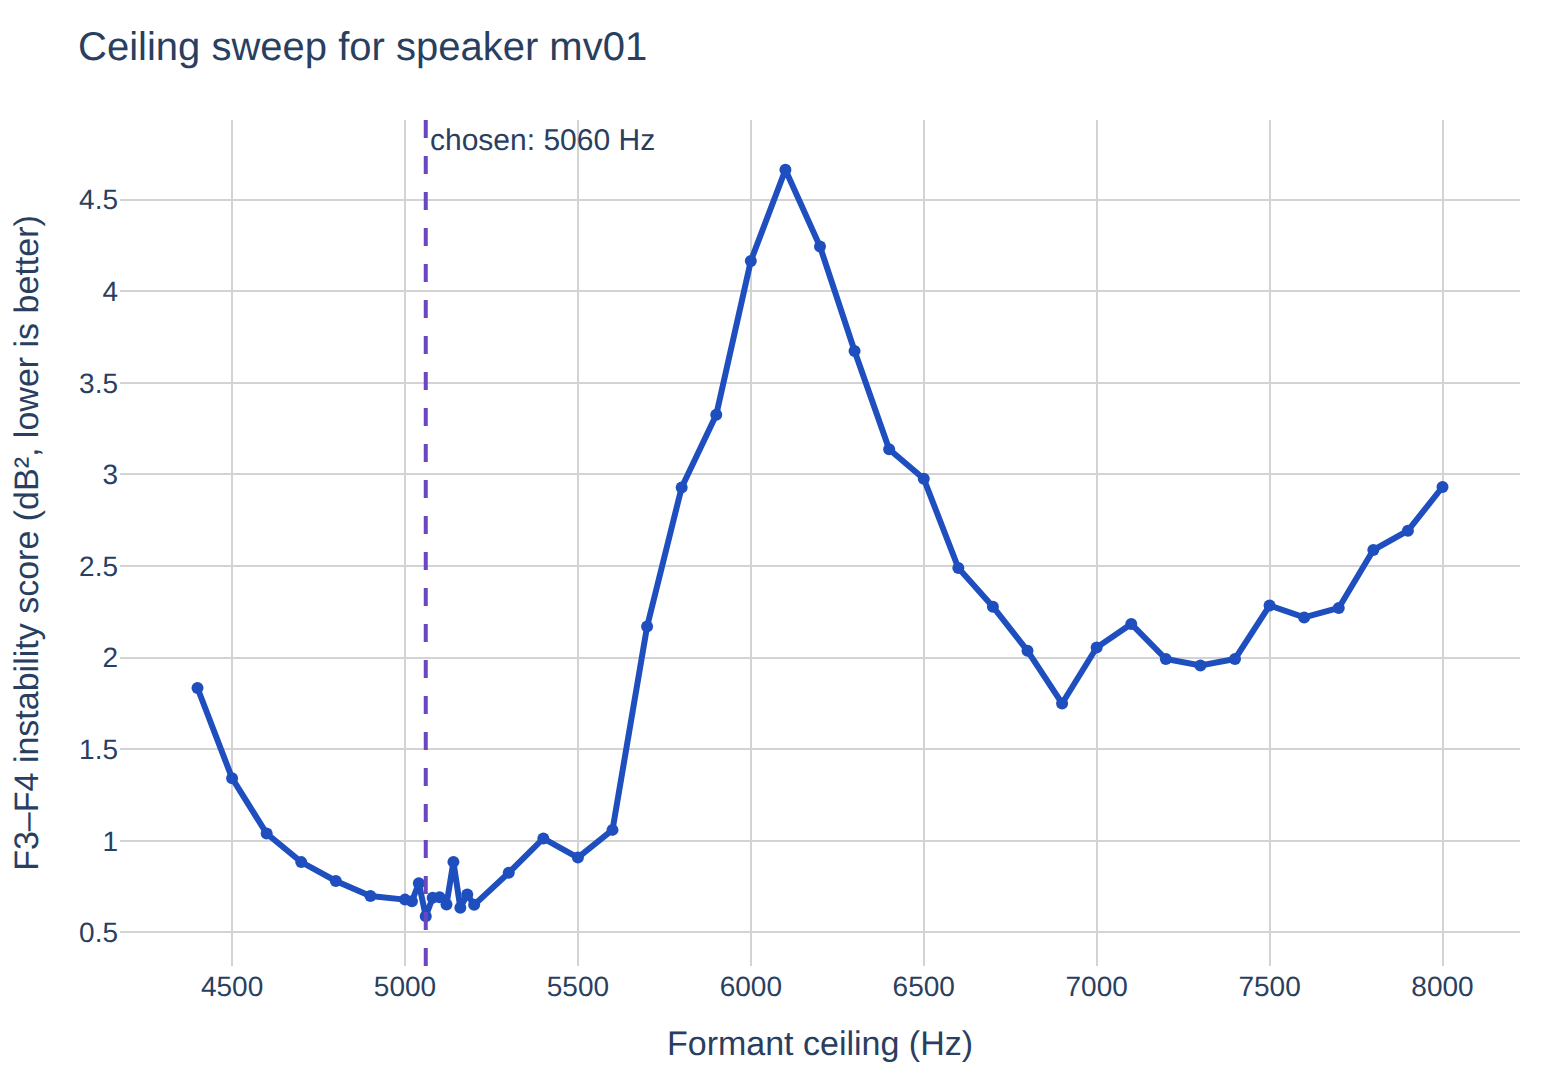 Ceiling sweep for speaker mv01
chosen: 5060 Hz
F3–F4 instability score (dB², lower is better)
4.5
4
3.5
3
2.5
2
1.5
1
0.5
4500 5000 5500 6000 6500 7000 7500 8000
Formant ceiling (Hz)